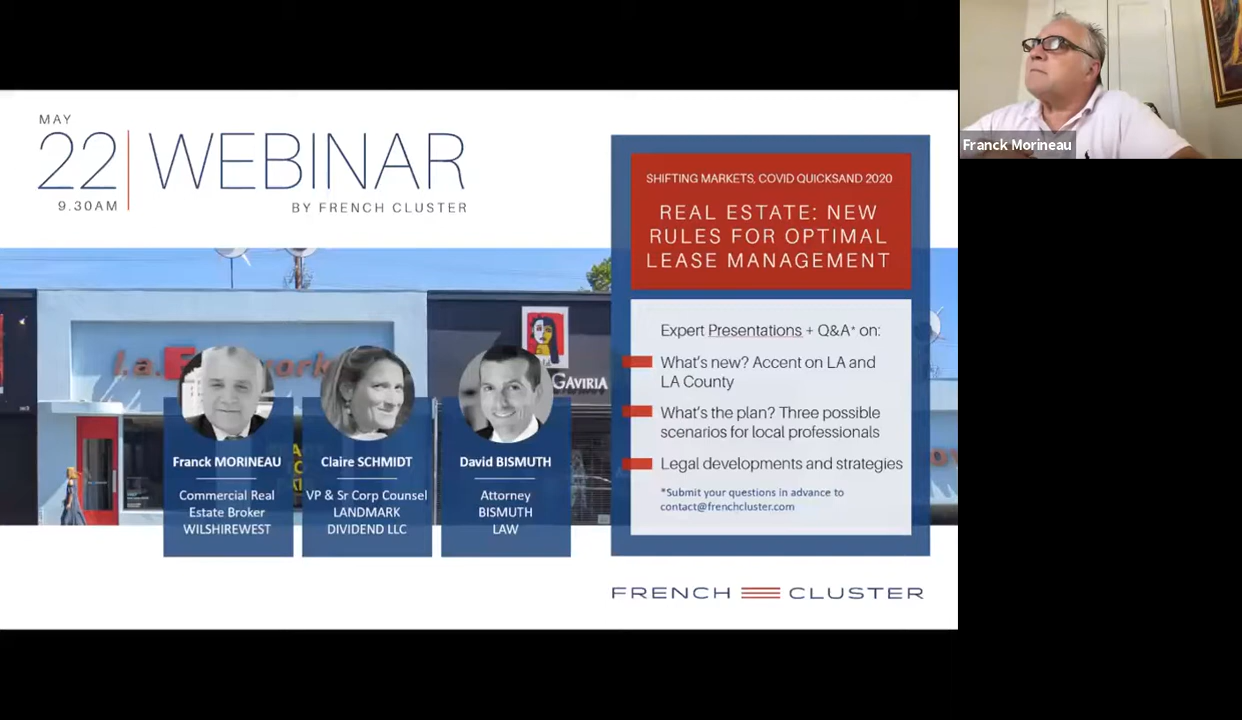 MAY
22
9.30AM
WEBINAR
BY FRENCH CLUSTER
SHIFTING MARKETS, COVID QUICKSAND 2020
REAL ESTATE: NEW
RULES FOR OPTIMAL
LEASE MANAGEMENT
Expert Presentations + Q&A* on:
What's new? Accent on LA and
LA County
What's the plan? Three possible
scenarios for local professionals
Legal developments and strategies
*Submit your questions in advance to
contact@frenchcluster.com
l.a.
GAVIRIA
Franck MORINEAU
Commercial Real
Estate Broker
WILSHIREWEST
Claire SCHMIDT
VP & Sr Corp Counsel
LANDMARK
DIVIDEND LLC
David BISMUTH
Attorney
BISMUTH
LAW
FRENCH CLUSTER
Franck Morineau